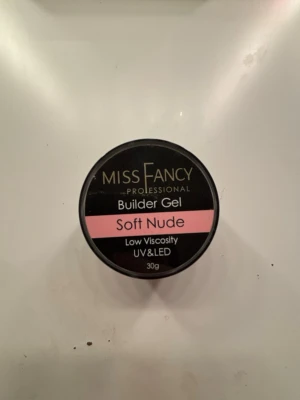 MISS FANCY
PROFESSIONAL
Builder Gel
Soft Nude
Low Viscosity
UV&LED
30g